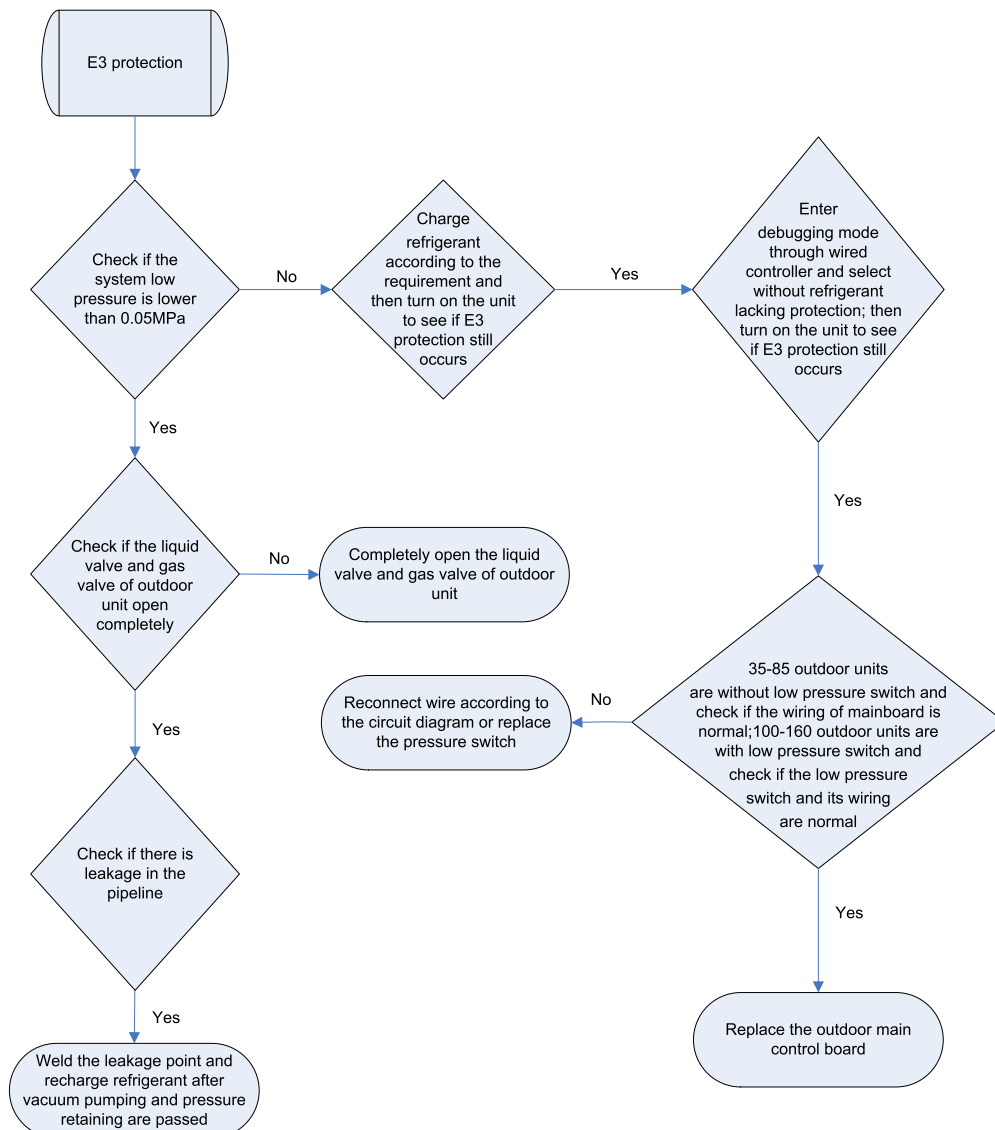 E3 protection
Check if the
system low
pressure is lower
than 0.05MPa
No
Charge
refrigerant
according to the
requirement and
then turn on the unit
to see if E3
protection still
occurs
Yes
Enter
debugging mode
through wired
controller and select
without refrigerant
lacking protection; then
turn on the unit to see
if E3 protection still
occurs
Yes
Check if the liquid
valve and gas
valve of outdoor
unit open
completely
No
Completely open the liquid
valve and gas valve of outdoor
unit
Yes
35-85 outdoor units
are without low pressure switch and
check if the wiring of mainboard is
normal;100-160 outdoor units are
with low pressure switch and
check if the low pressure
switch and its wiring
are normal
No
Reconnect wire according to
the circuit diagram or replace
the pressure switch
Yes
Check if there is
leakage in the
pipeline
Yes
Replace the outdoor main
control board
Yes
Weld the leakage point and
recharge refrigerant after
vacuum pumping and pressure
retaining are passed